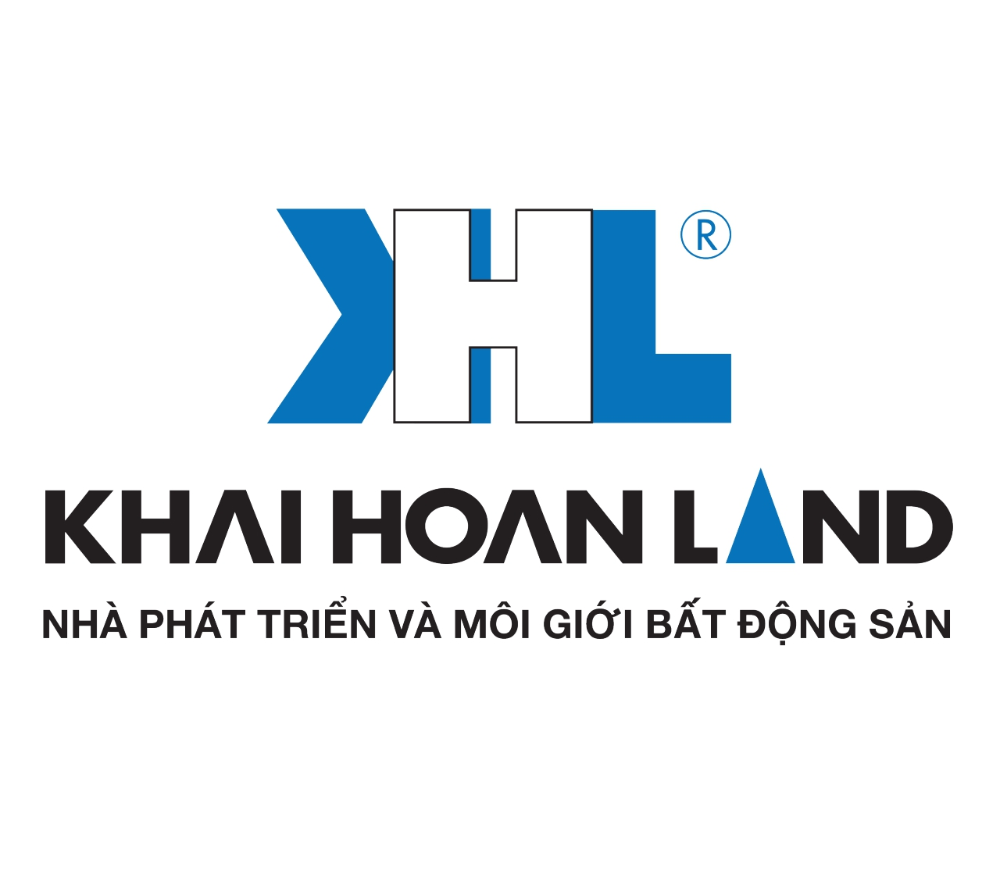 KHL®
KHAI HOAN LAND
NHÀ PHÁT TRIỂN VÀ MÔI GIỚI BẤT ĐỘNG SẢN